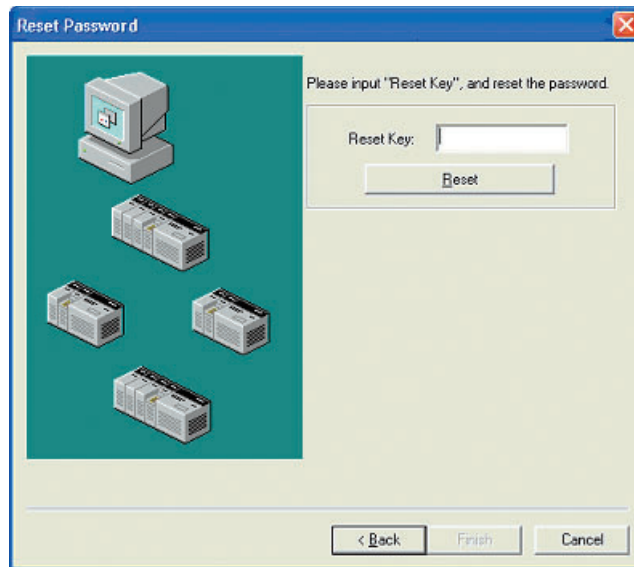 Reset Password
Please input "Reset Key", and reset the password.
Reset Key:
Reset
< Back
Finish
Cancel